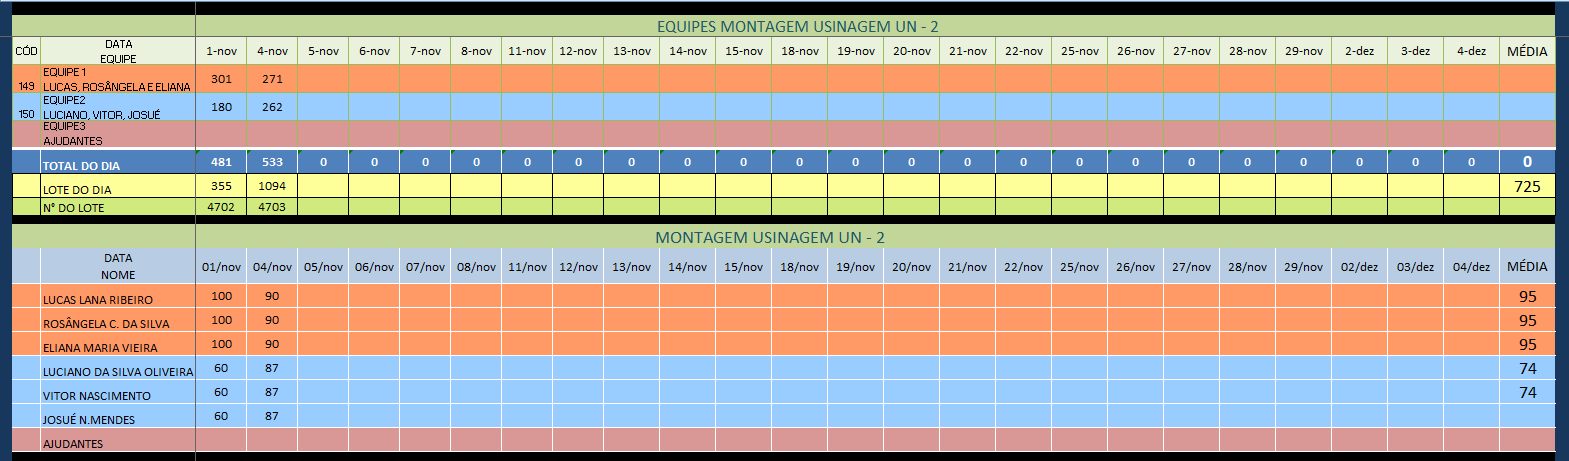 EQUIPES MONTAGEM USINAGEM UN - 2
CÓD DATA EQUIPE 1-nov 4-nov 5-nov 6-nov 7-nov 8-nov 11-nov 12-nov 13-nov 14-nov 15-nov 18-nov 19-nov 20-nov 21-nov 22-nov 25-nov 26-nov 27-nov 28-nov 29-nov 2-dez 3-dez 4-dez MÉDIA
149 EQUIPE 1 LUCAS, ROSÂNGELA E ELIANA 301 271
150 EQUIPE2 LUCIANO, VITOR, JOSUÉ 180 262
EQUIPE3 AJUDANTES
TOTAL DO DIA 481 533 0 0 0 0 0 0 0 0 0 0 0 0 0 0 0 0 0 0 0 0 0 0 0
LOTE DO DIA 355 1094 725
N° DO LOTE 4702 4703
MONTAGEM USINAGEM UN - 2
DATA NOME 01/nov 04/nov 05/nov 06/nov 07/nov 08/nov 11/nov 12/nov 13/nov 14/nov 15/nov 18/nov 19/nov 20/nov 21/nov 22/nov 25/nov 26/nov 27/nov 28/nov 29/nov 02/dez 03/dez 04/dez MÉDIA
LUCAS LANA RIBEIRO 100 90 95
ROSÂNGELA C. DA SILVA 100 90 95
ELIANA MARIA VIEIRA 100 90 95
LUCIANO DA SILVA OLIVEIRA 60 87 74
VITOR NASCIMENTO 60 87 74
JOSUÉ N.MENDES 60 87
AJUDANTES